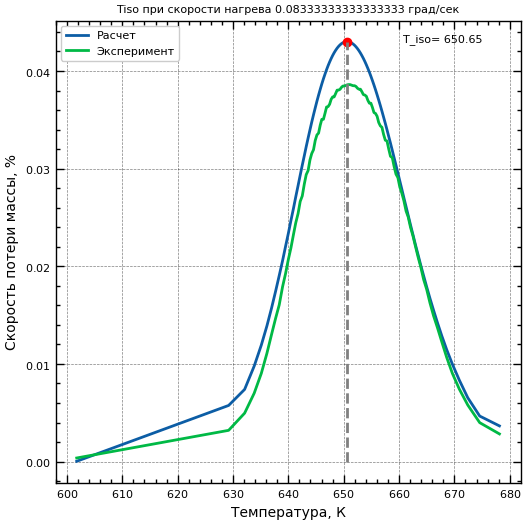 Tiso при скорости нагрева 0.08333333333333333 град/сек
Расчет
Эксперимент
T_iso= 650.65
Скорость потери массы, %
0.04
0.03
0.02
0.01
0.00
600 610 620 630 640 650 660 670 680
Температура, К